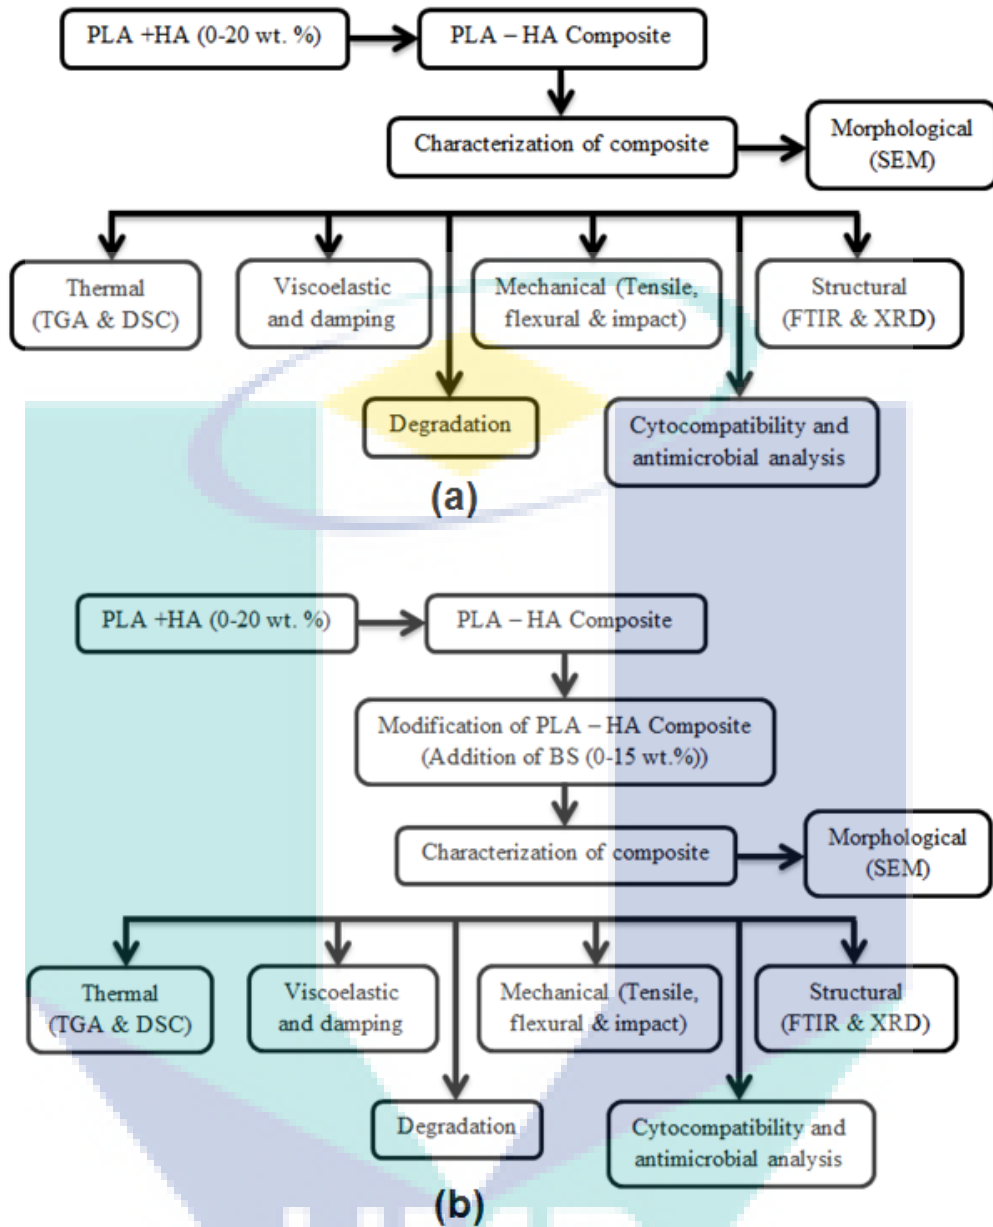 PLA +HA (0-20 wt. %)
PLA – HA Composite
Characterization of composite
Morphological
(SEM)
Thermal
(TGA & DSC)
Viscoelastic
and damping
Mechanical (Tensile,
flexural & impact)
Structural
(FTIR & XRD)
Degradation
Cytocompatibility and
antimicrobial analysis
(a)
PLA +HA (0-20 wt. %)
PLA – HA Composite
Modification of PLA – HA Composite
(Addition of BS (0-15 wt.%))
Characterization of composite
Morphological
(SEM)
Thermal
(TGA & DSC)
Viscoelastic
and damping
Mechanical (Tensile,
flexural & impact)
Structural
(FTIR & XRD)
Degradation
Cytocompatibility and
antimicrobial analysis
(b)